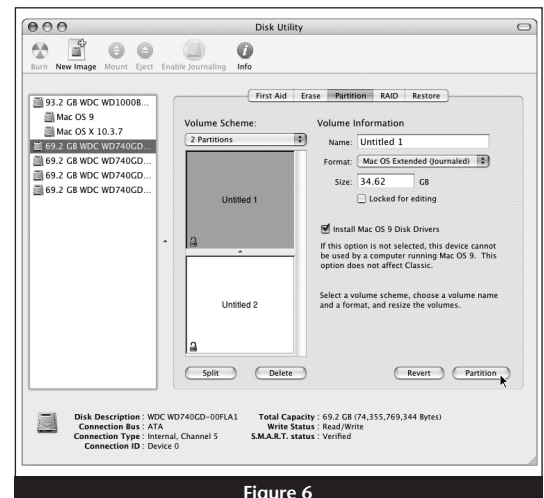 Disk Utility
Burn New Image Mount Eject Enable Journaling Info
93.2 GB WDC WD1000B...
Mac OS 9
Mac OS X 10.3.7
69.2 GB WDC WD740GD...
69.2 GB WDC WD740GD...
69.2 GB WDC WD740GD...
69.2 GB WDC WD740GD...
First Aid Erase Partition RAID Restore
Volume Scheme:
2 Partitions
Untitled 1
Untitled 2
Split Delete
Volume Information
Name: Untitled 1
Format: Mac OS Extended (Journaled)
Size: 34.62 GB
Locked for editing
Install Mac OS 9 Disk Drivers
If this option is not selected, this device cannot
be used by a computer running Mac OS 9. This
option does not affect Classic.
Select a volume scheme, choose a volume name
and a format, and resize the volumes.
Revert Partition
Disk Description : WDC WD740GD-00FLA1
Connection Bus : ATA
Connection Type : Internal, Channel 5
Connection ID : Device 0
Total Capacity : 69.2 GB (74,355,769,344 Bytes)
Write Status : Read/Write
S.M.A.R.T. status : Verified
Figure 6